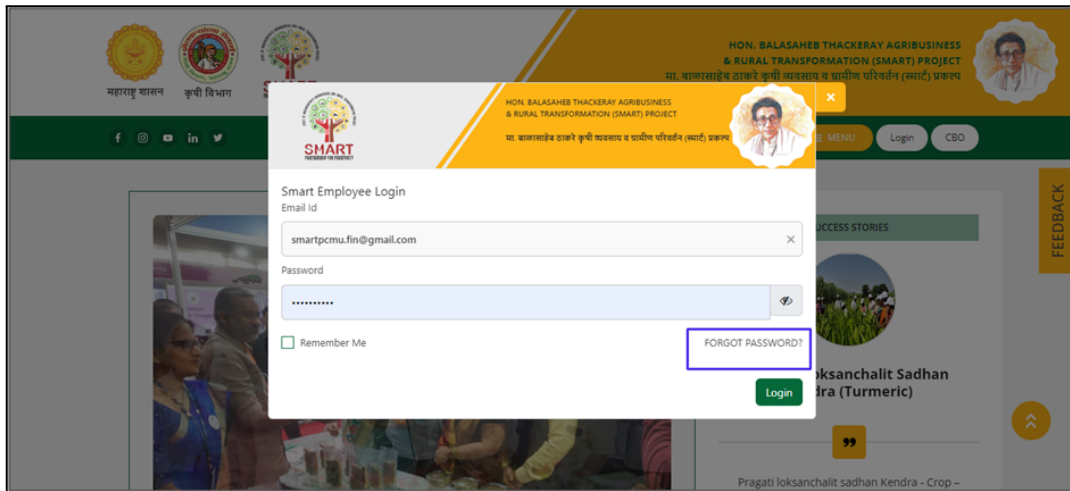 HON. BALASAHEB THACKERAY AGRIBUSINESS
& RURAL TRANSFORMATION (SMART) PROJECT
मा. बाळासाहेब ठाकरे कृषी व्यवसाय व ग्रामीण परिवर्तन (स्मार्ट) प्रकल्प
महाराष्ट्र शासन
कृषी विभाग
MENU
Login
CBO
HON. BALASAHEB THACKERAY AGRIBUSINESS
& RURAL TRANSFORMATION (SMART) PROJECT
मा. बाळासाहेब ठाकरे कृषी व्यवसाय व ग्रामीण परिवर्तन (स्मार्ट) प्रकल्प
SMART
Smart Employee Login
Email Id
smartpcmu.fin@gmail.com
Password
Remember Me
FORGOT PASSWORD?
Login
FEEDBACK
STORIES
Sadhan
(Turmeric)
Pragati loksanchalit sadhan Kendra - Crop –